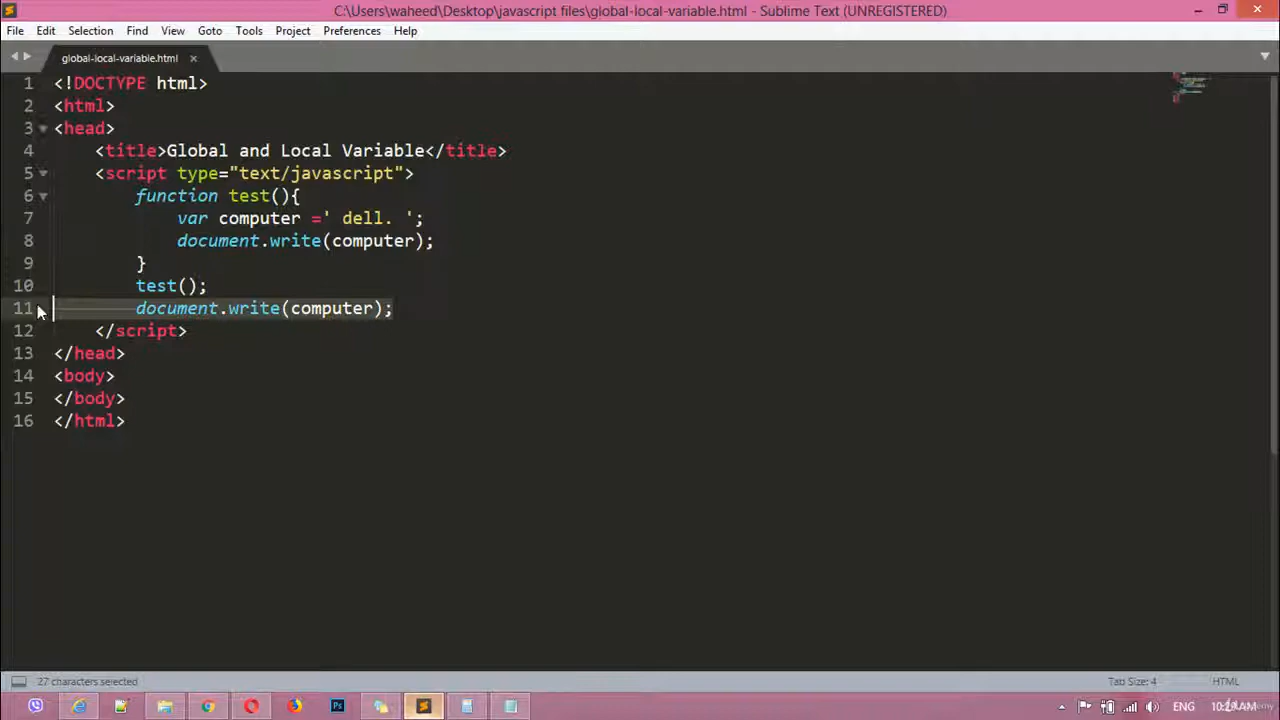 C:\Users\waheed\Desktop\javascript files\global-local-variable.html - Sublime Text (UNREGISTERED)
File Edit Selection Find View Goto Tools Project Preferences Help
global-local-variable.html ×
1 <!DOCTYPE html>
2 <html>
3 <head>
4 <title>Global and Local Variable</title>
5 <script type="text/javascript">
6 function test(){
7 var computer =' dell. ';
8 document.write(computer);
9 }
10 test();
11 document.write(computer);
12 </script>
13 </head>
14 <body>
15 </body>
16 </html>
27 characters selected Tab Size: 4 HTML
Ps ENG